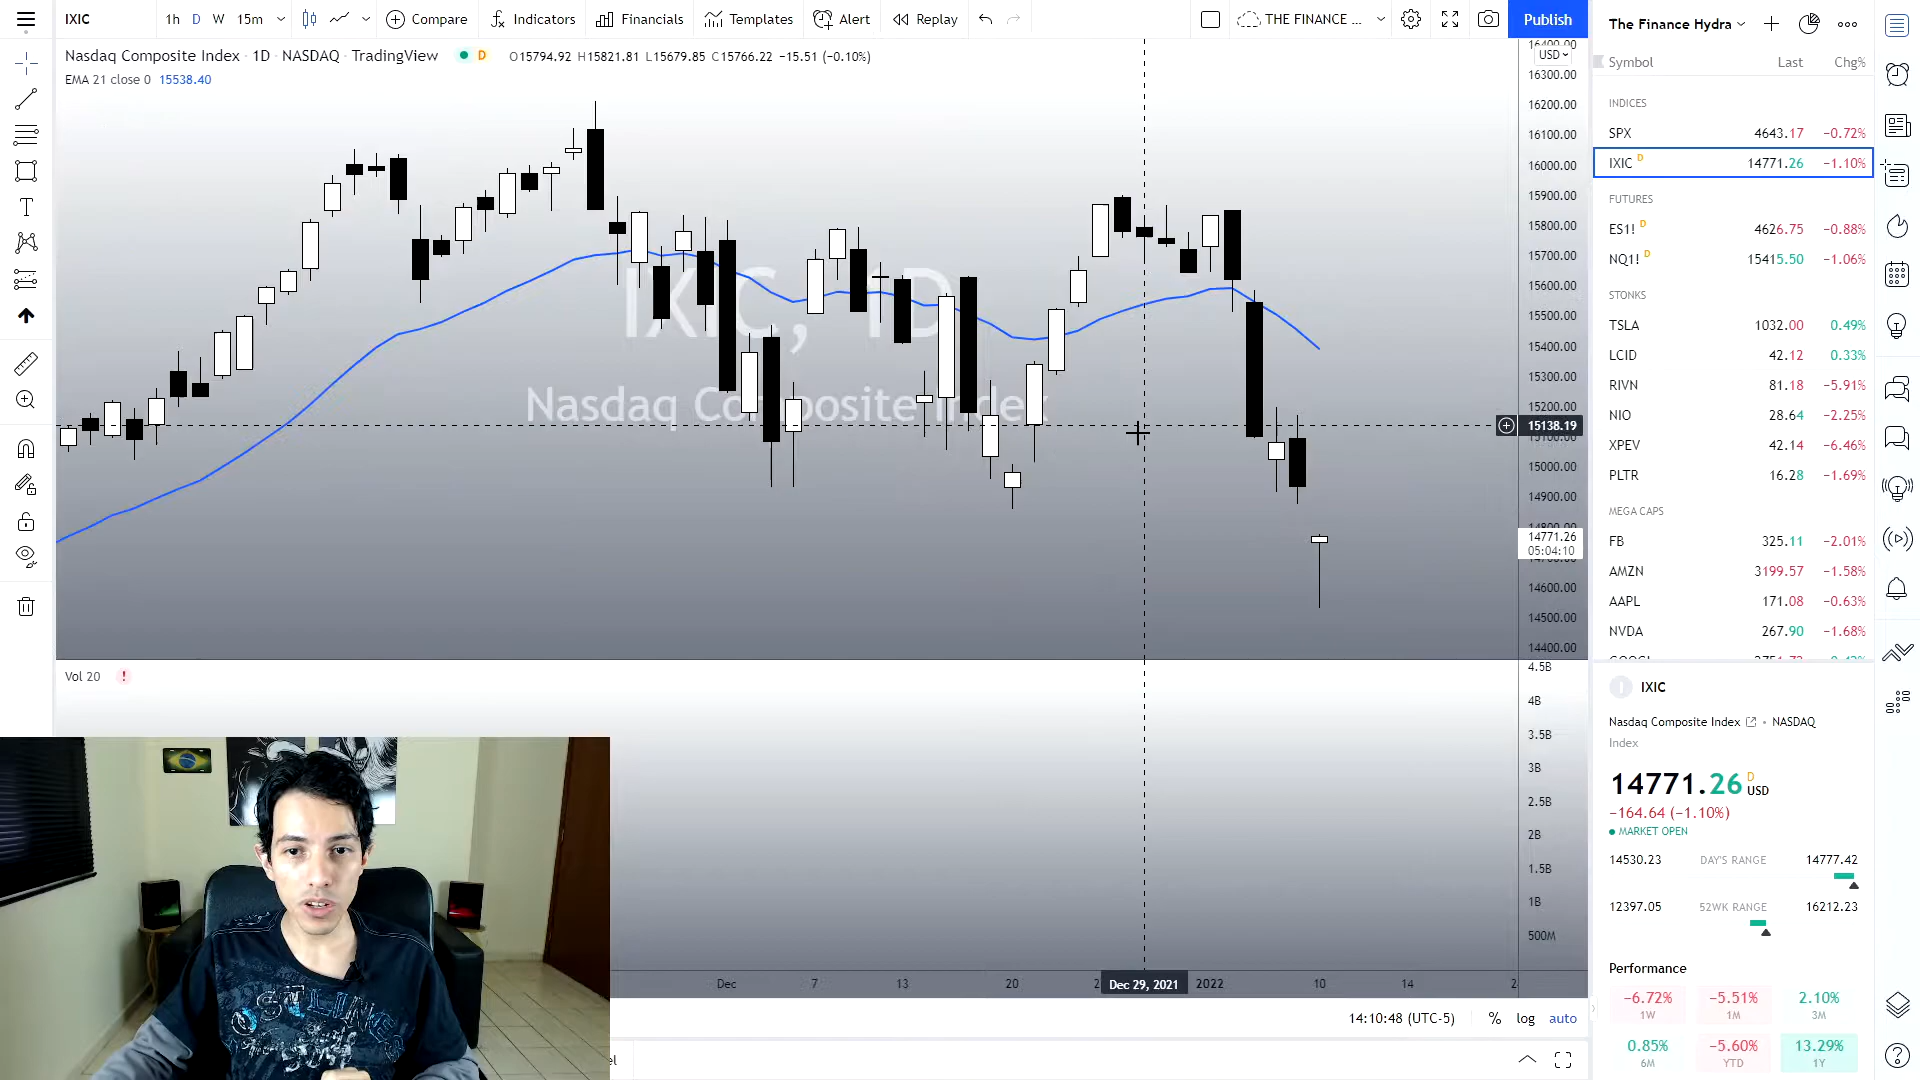 IXIC 1h D W 15m Compare Indicators Financials Templates Alert Replay THE FINANCE ... Publish
Nasdaq Composite Index · 1D · NASDAQ · TradingView D O15794.92 H15821.81 L15679.85 C15766.22 −15.51 (−0.10%)
EMA 21 close 0 15538.40
IXIC, 1D
Nasdaq Composite Index
16400.00
USD
16300.00
16200.00
16100.00
16000.00
15900.00
15800.00
15700.00
15600.00
15500.00
15400.00
15300.00
15200.00
15138.19
15100.00
15000.00
14900.00
14800.00
14771.26
05:04:10
14600.00
14500.00
14400.00
Vol 20 !
4.5B
4B
3.5B
3B
2.5B
2B
1.5B
1B
500M
Dec 7 13 20 Dec 29, 2021 2022 10 14
14:10:48 (UTC-5) % log auto
The Finance Hydra
Symbol Last Chg%
INDICES
SPX 4643.17 −0.72%
IXIC D 14771.26 −1.10%
FUTURES
ES1! D 4626.75 −0.88%
NQ1! D 15415.50 −1.06%
STONKS
TSLA 1032.00 0.49%
LCID 42.12 0.33%
RIVN 81.18 −5.91%
NIO 28.64 −2.25%
XPEV 42.14 −6.46%
PLTR 16.28 −1.69%
MEGA CAPS
FB 325.11 −2.01%
AMZN 3199.57 −1.58%
AAPL 171.08 −0.63%
NVDA 267.90 −1.68%
I IXIC
Nasdaq Composite Index • NASDAQ
Index
14771.26 D USD
−164.64 (−1.10%)
MARKET OPEN
14530.23 DAY'S RANGE 14777.42
12397.05 52WK RANGE 16212.23
Performance
−6.72% −5.51% 2.10%
1W 1M 3M
0.85% −5.60% 13.29%
6M YTD 1Y